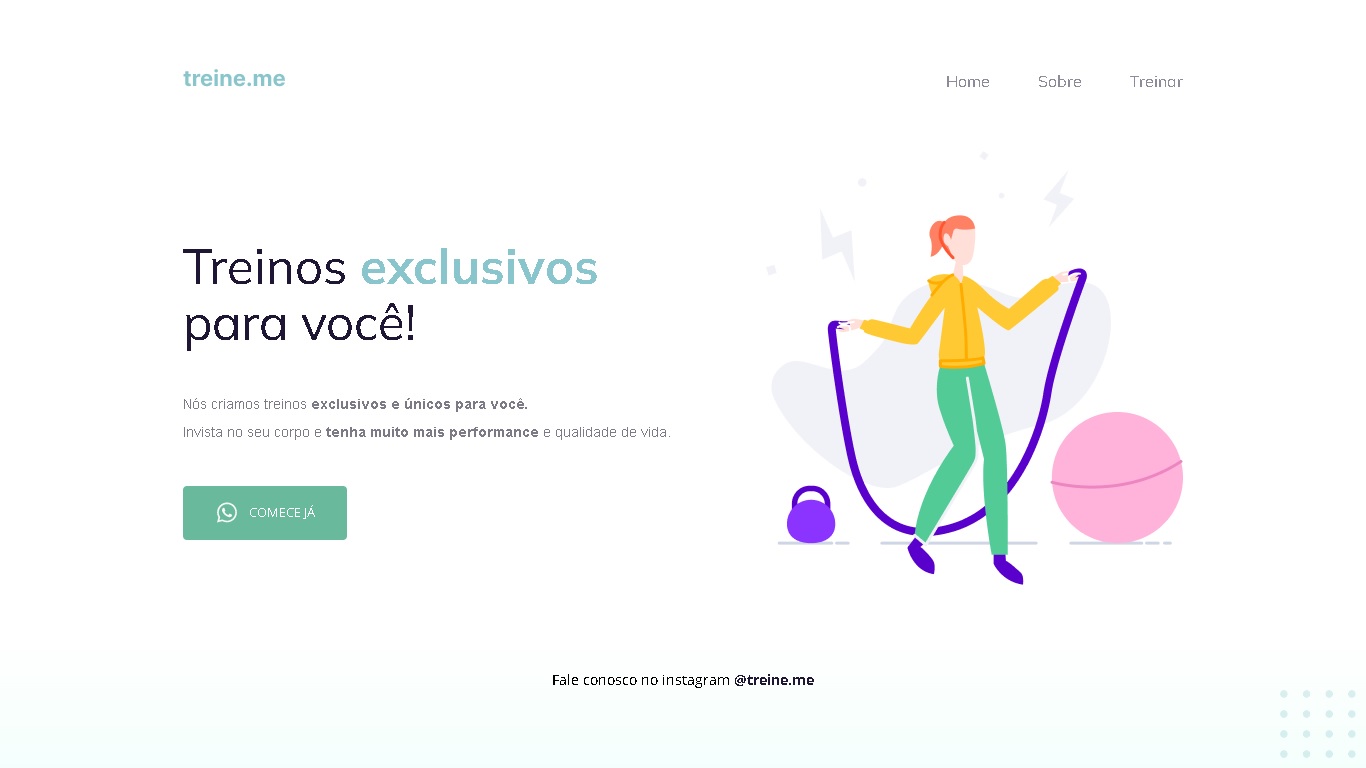 treine.me
Home Sobre Treinar
Treinos exclusivos
para você!
Nós criamos treinos exclusivos e únicos para você.
Invista no seu corpo e tenha muito mais performance e qualidade de vida.
COMECE JÁ
Fale conosco no instagram @treine.me